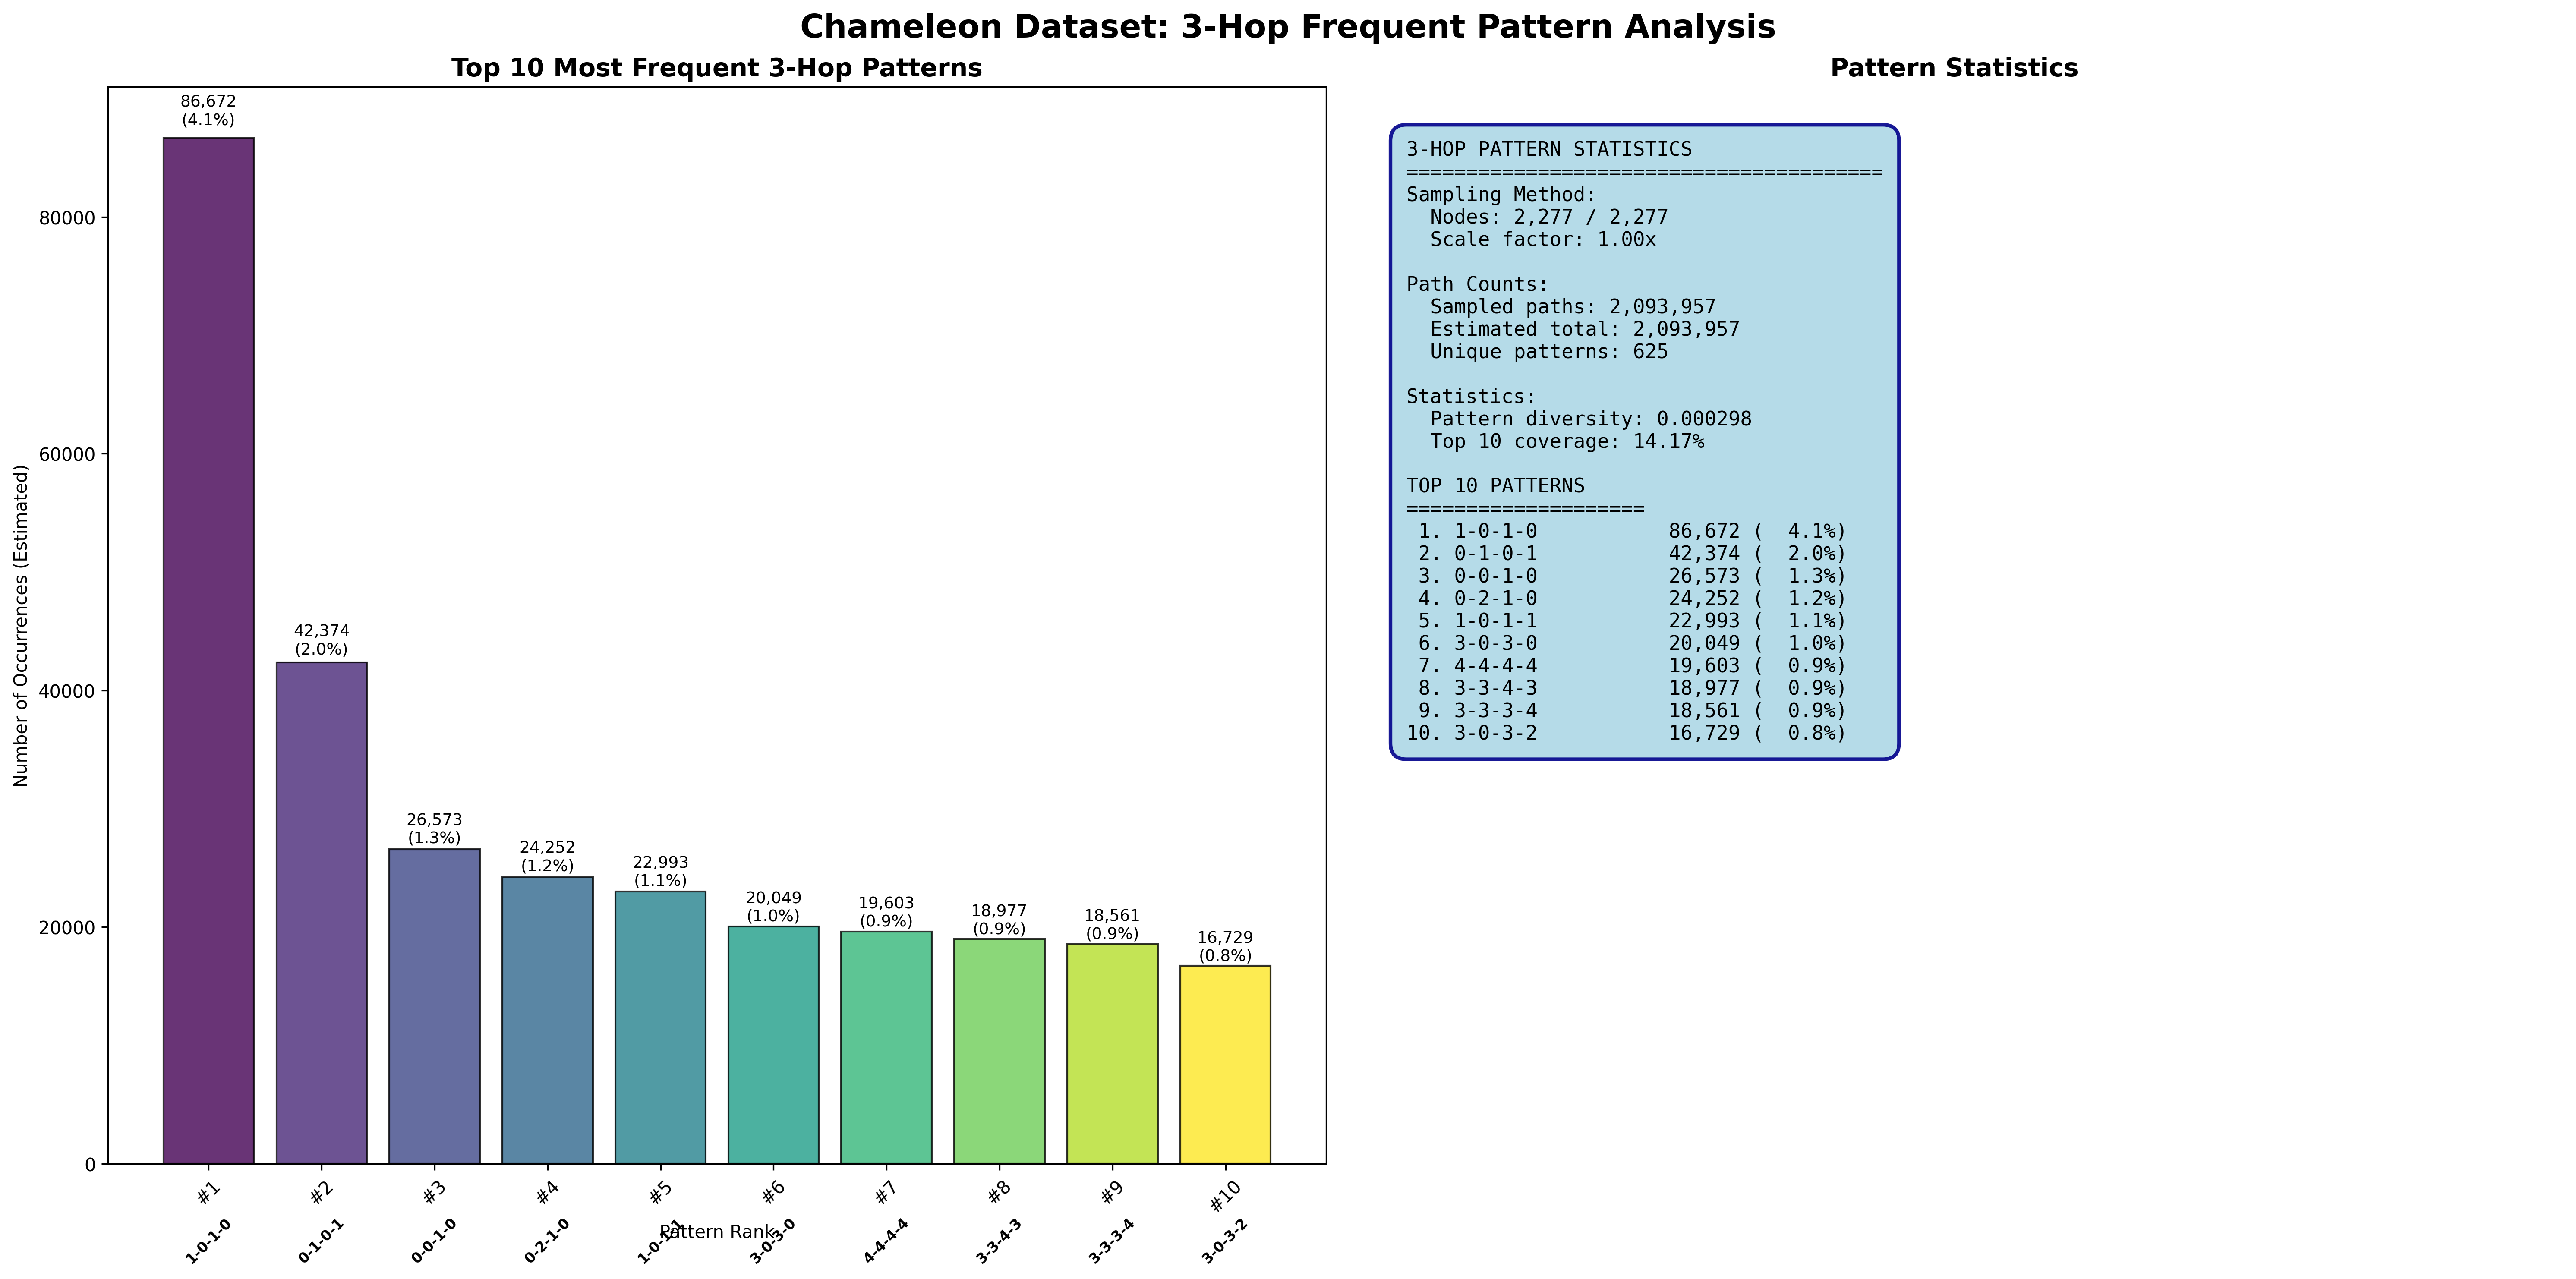 Chameleon Dataset: 3-Hop Frequent Pattern Analysis
Top 10 Most Frequent 3-Hop Patterns
Number of Occurrences (Estimated)
80000
60000
40000
20000
0
86,672
(4.1%)
42,374
(2.0%)
26,573
(1.3%)
24,252
(1.2%)
22,993
(1.1%)
20,049
(1.0%)
19,603
(0.9%)
18,977
(0.9%)
18,561
(0.9%)
16,729
(0.8%)
#1 #2 #3 #4 #5 #6 #7 #8 #9 #10
1-0-1-0 0-1-0-1 0-0-1-0 0-2-1-0 1-0-1-1 3-0-3-0 4-4-4-4 3-3-4-3 3-3-3-4 3-0-3-2
Pattern Rank
Pattern Statistics
3-HOP PATTERN STATISTICS
========================================
Sampling Method:
Nodes: 2,277 / 2,277
Scale factor: 1.00x
Path Counts:
Sampled paths: 2,093,957
Estimated total: 2,093,957
Unique patterns: 625
Statistics:
Pattern diversity: 0.000298
Top 10 coverage: 14.17%
TOP 10 PATTERNS
====================
1. 1-0-1-0 86,672 ( 4.1%)
2. 0-1-0-1 42,374 ( 2.0%)
3. 0-0-1-0 26,573 ( 1.3%)
4. 0-2-1-0 24,252 ( 1.2%)
5. 1-0-1-1 22,993 ( 1.1%)
6. 3-0-3-0 20,049 ( 1.0%)
7. 4-4-4-4 19,603 ( 0.9%)
8. 3-3-4-3 18,977 ( 0.9%)
9. 3-3-3-4 18,561 ( 0.9%)
10. 3-0-3-2 16,729 ( 0.8%)